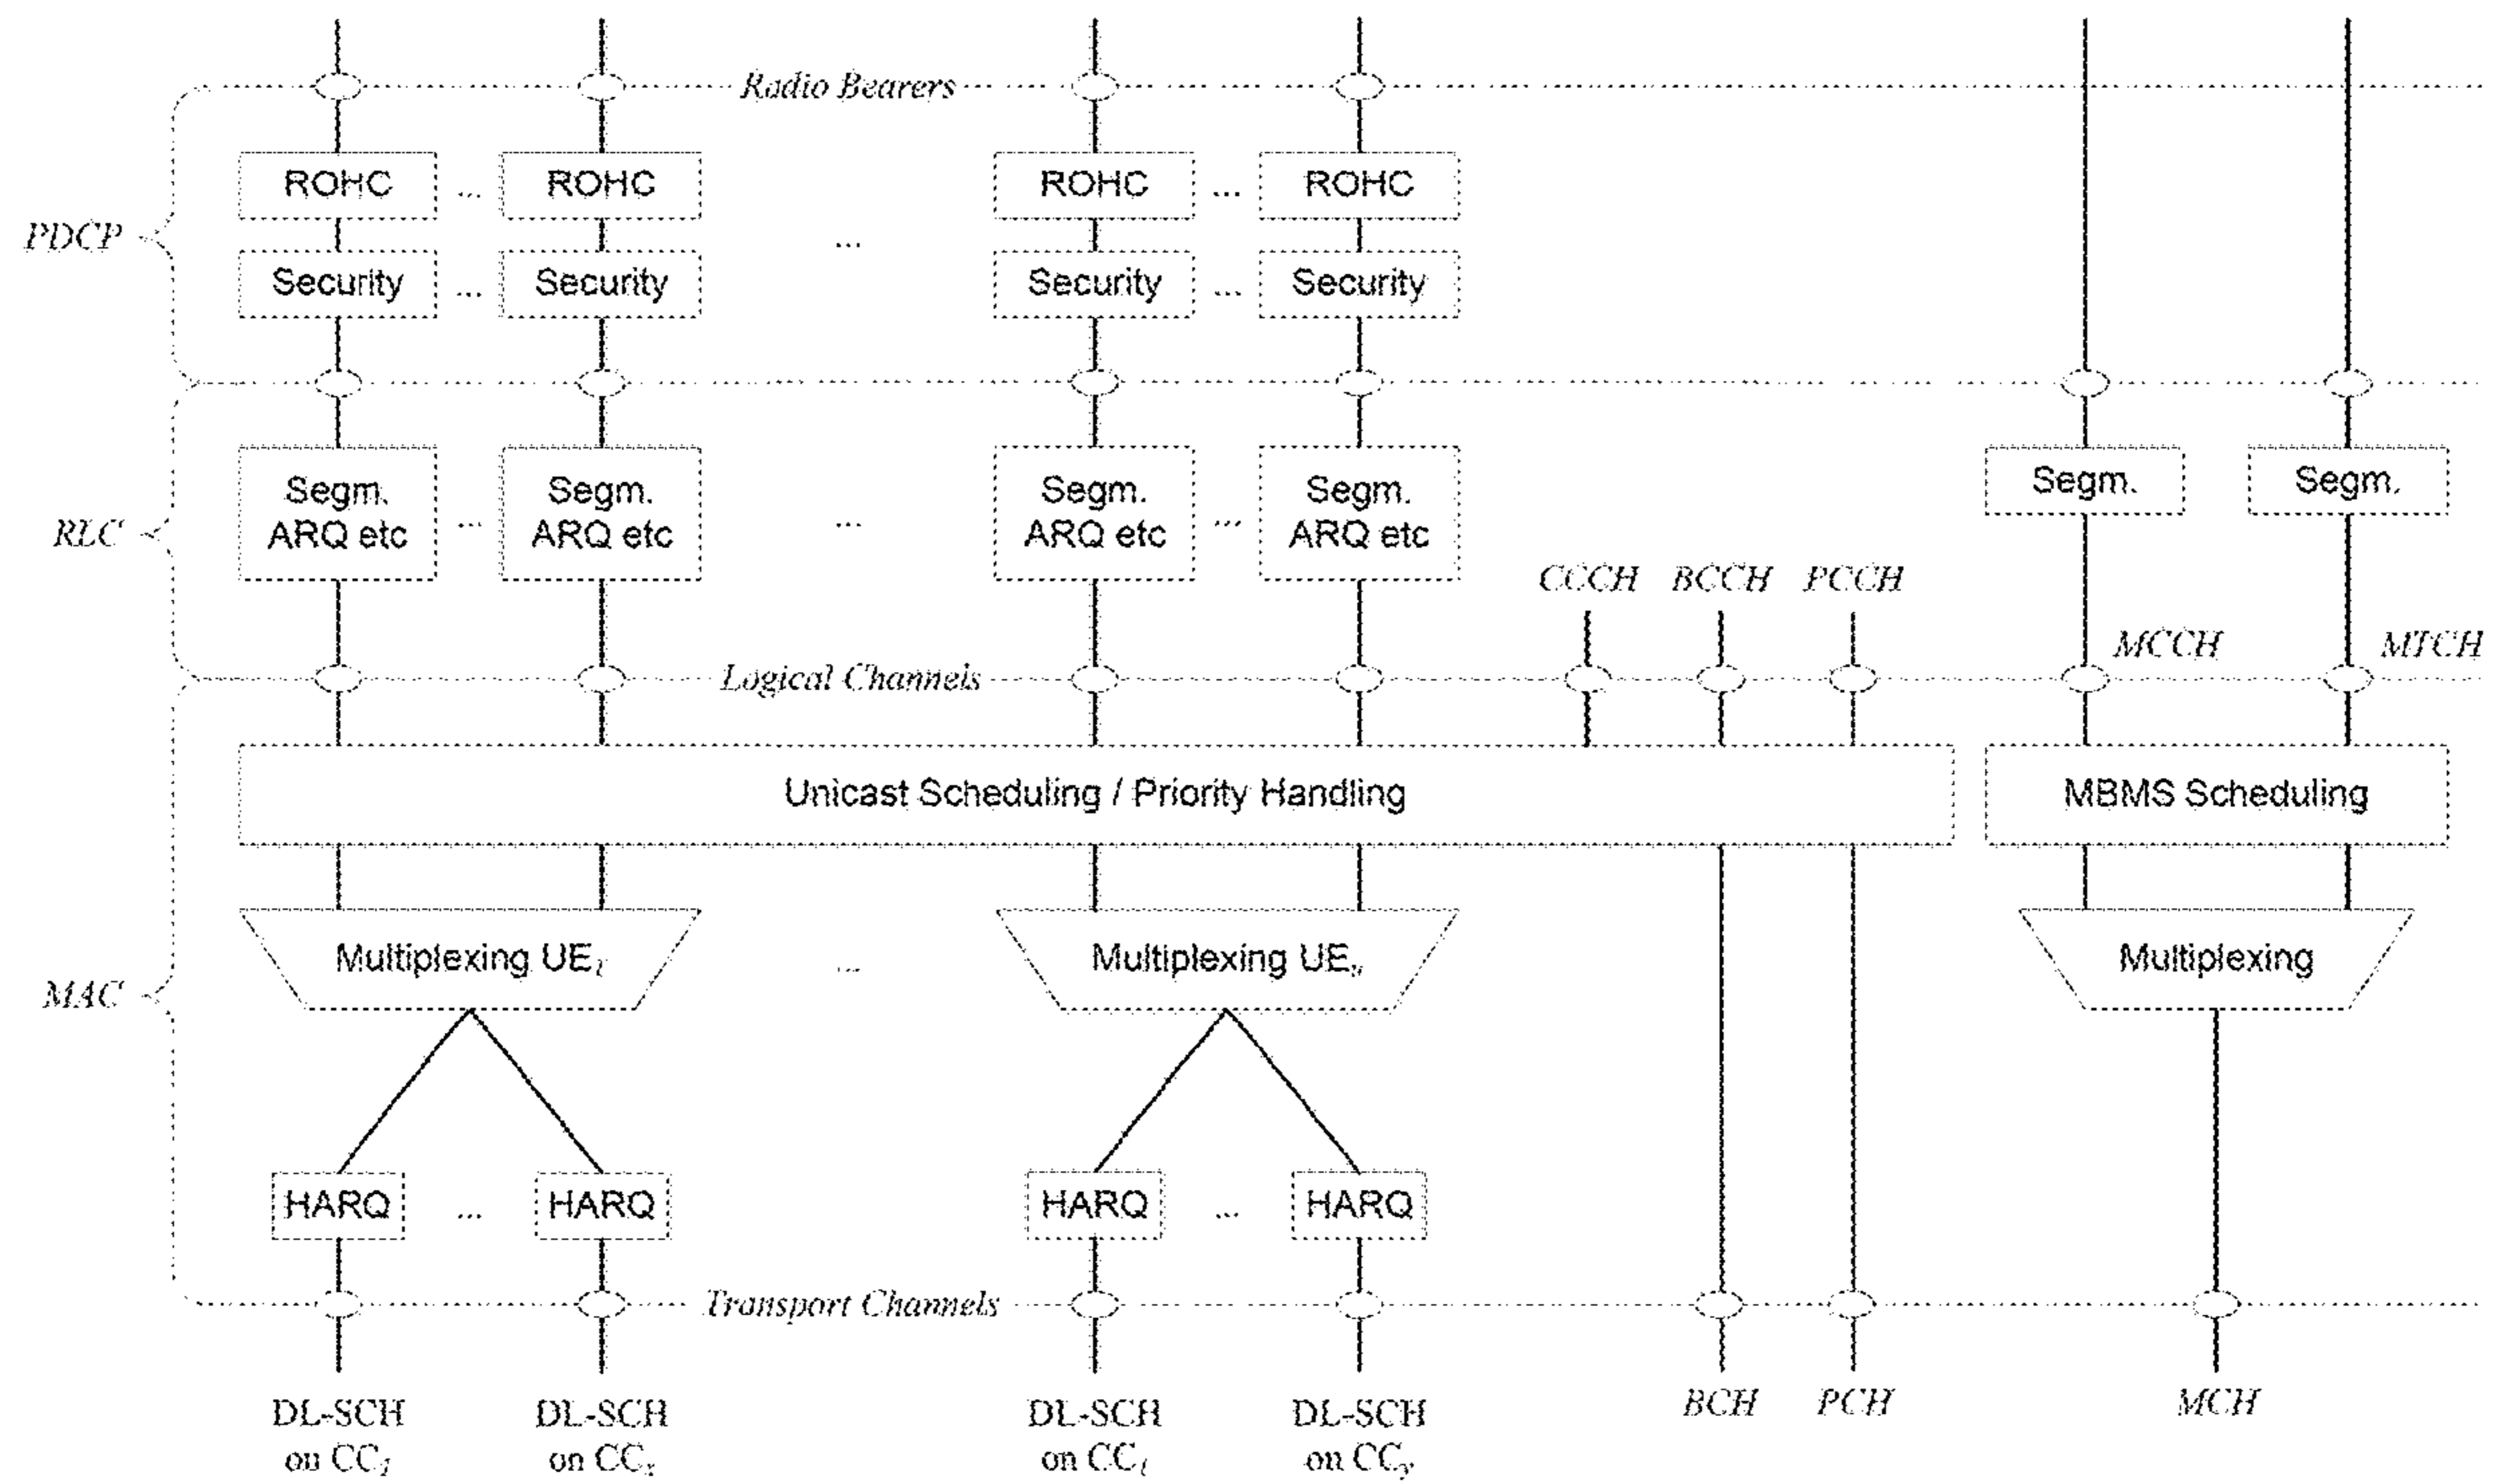 Radio Bearers
ROHC ... ROHC ROHC ... ROHC
PDCP
...
Security ... Security Security ... Security
Segm. Segm. Segm. Segm. Segm. Segm.
ARQ etc ... ARQ etc ... ARQ etc ... ARQ etc
RLC
CCCH BCCH PCCH
MCCH MTCH
Logical Channels
Unicast Scheduling / Priority Handling MBMS Scheduling
Multiplexing UE1 ... Multiplexing UEn Multiplexing
MAC
HARQ ... HARQ HARQ ... HARQ
Transport Channels
DL-SCH DL-SCH DL-SCH DL-SCH BCH PCH MCH
on CC1 on CCx on CC1 on CCy